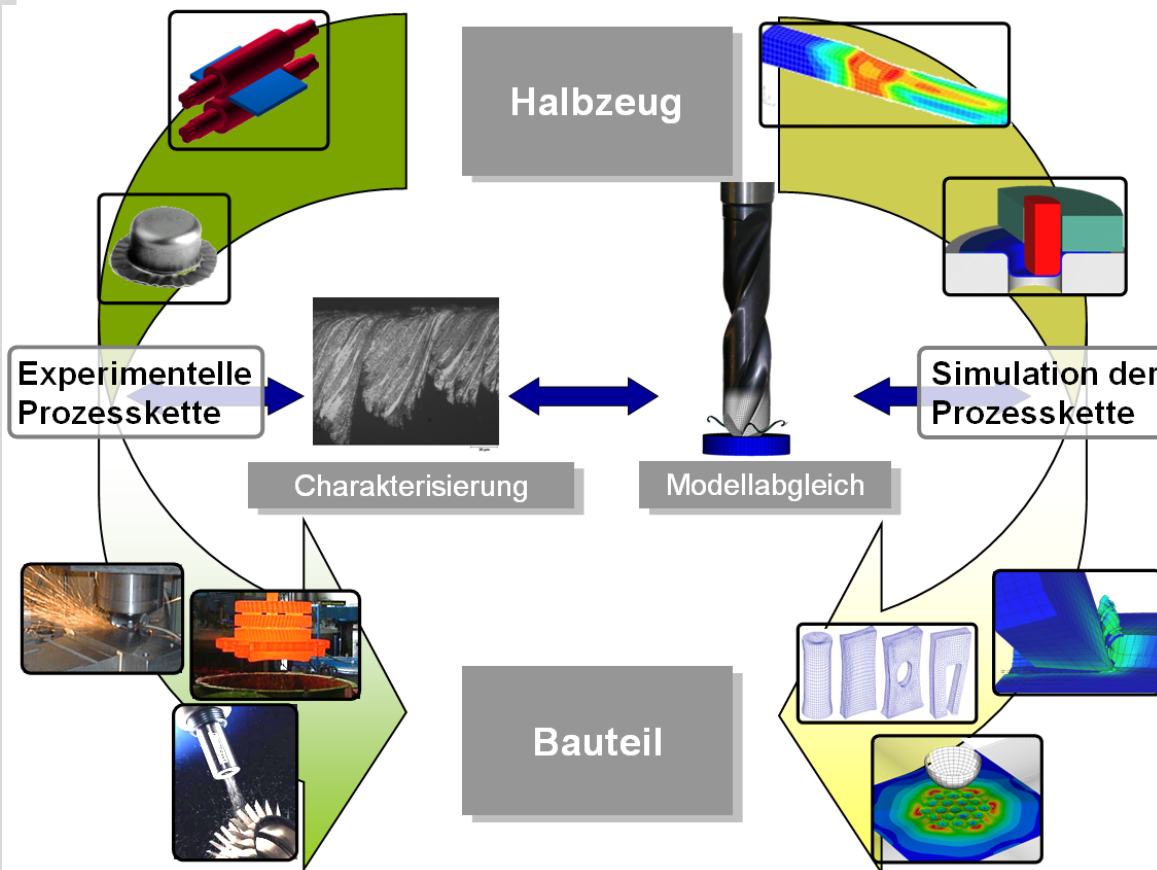 Halbzeug
Experimentelle
Prozesskette
Simulation der
Prozesskette
Charakterisierung
Modellabgleich
Bauteil